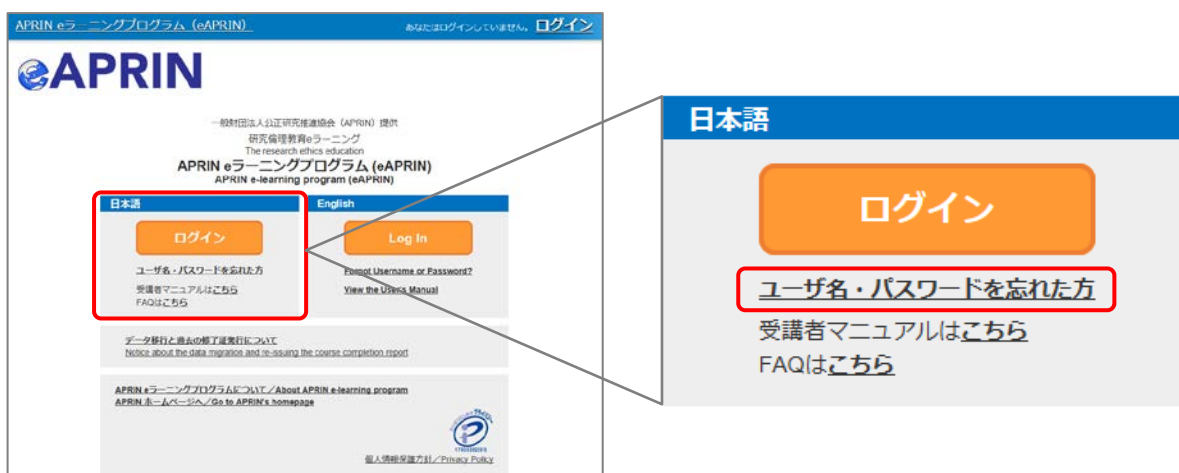 APRIN eラーニングプログラム（eAPRIN） あなたはログインしていません。 ログイン
eAPRIN
一般財団法人公正研究推進協会（APRIN）提供
研究倫理教育eラーニング
The research ethics education
APRIN eラーニングプログラム (eAPRIN)
APRIN e-learning program (eAPRIN)
日本語
ログイン
ユーザ名・パスワードを忘れた方
受講者マニュアルはこちら
FAQはこちら
English
Log In
Forgot Username or Password?
View the Users Manual
データ移行と過去の修了証発行について
Notice about the data migration and re-issuing the course completion report
APRIN eラーニングプログラムについて／About APRIN e-learning program
APRIN ホームページへ／Go to APRIN's homepage
個人情報保護方針／Privacy Policy
日本語
ログイン
ユーザ名・パスワードを忘れた方
受講者マニュアルはこちら
FAQはこちら